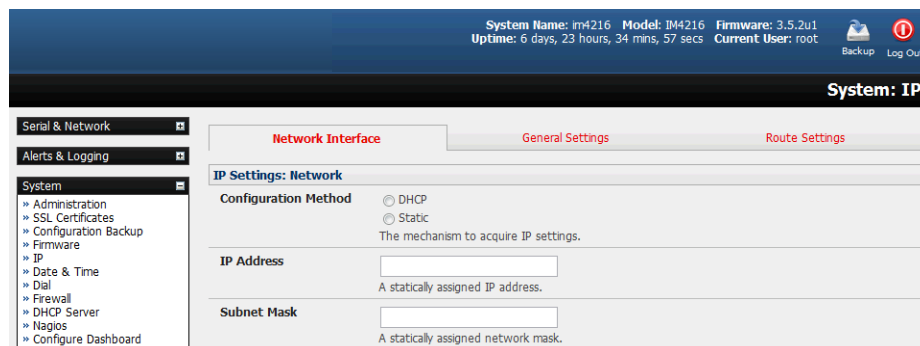 System Name: im4216 Model: IM4216 Firmware: 3.5.2u1
Uptime: 6 days, 23 hours, 34 mins, 57 secs Current User: root
Backup
Log Ou
System: IP
Serial & Network
Alerts & Logging
System
» Administration
» SSL Certificates
» Configuration Backup
» Firmware
» IP
» Date & Time
» Dial
» Firewall
» DHCP Server
» Nagios
» Configure Dashboard
Network Interface
General Settings
Route Settings
IP Settings: Network
Configuration Method
DHCP
Static
The mechanism to acquire IP settings.
IP Address
A statically assigned IP address.
Subnet Mask
A statically assigned network mask.